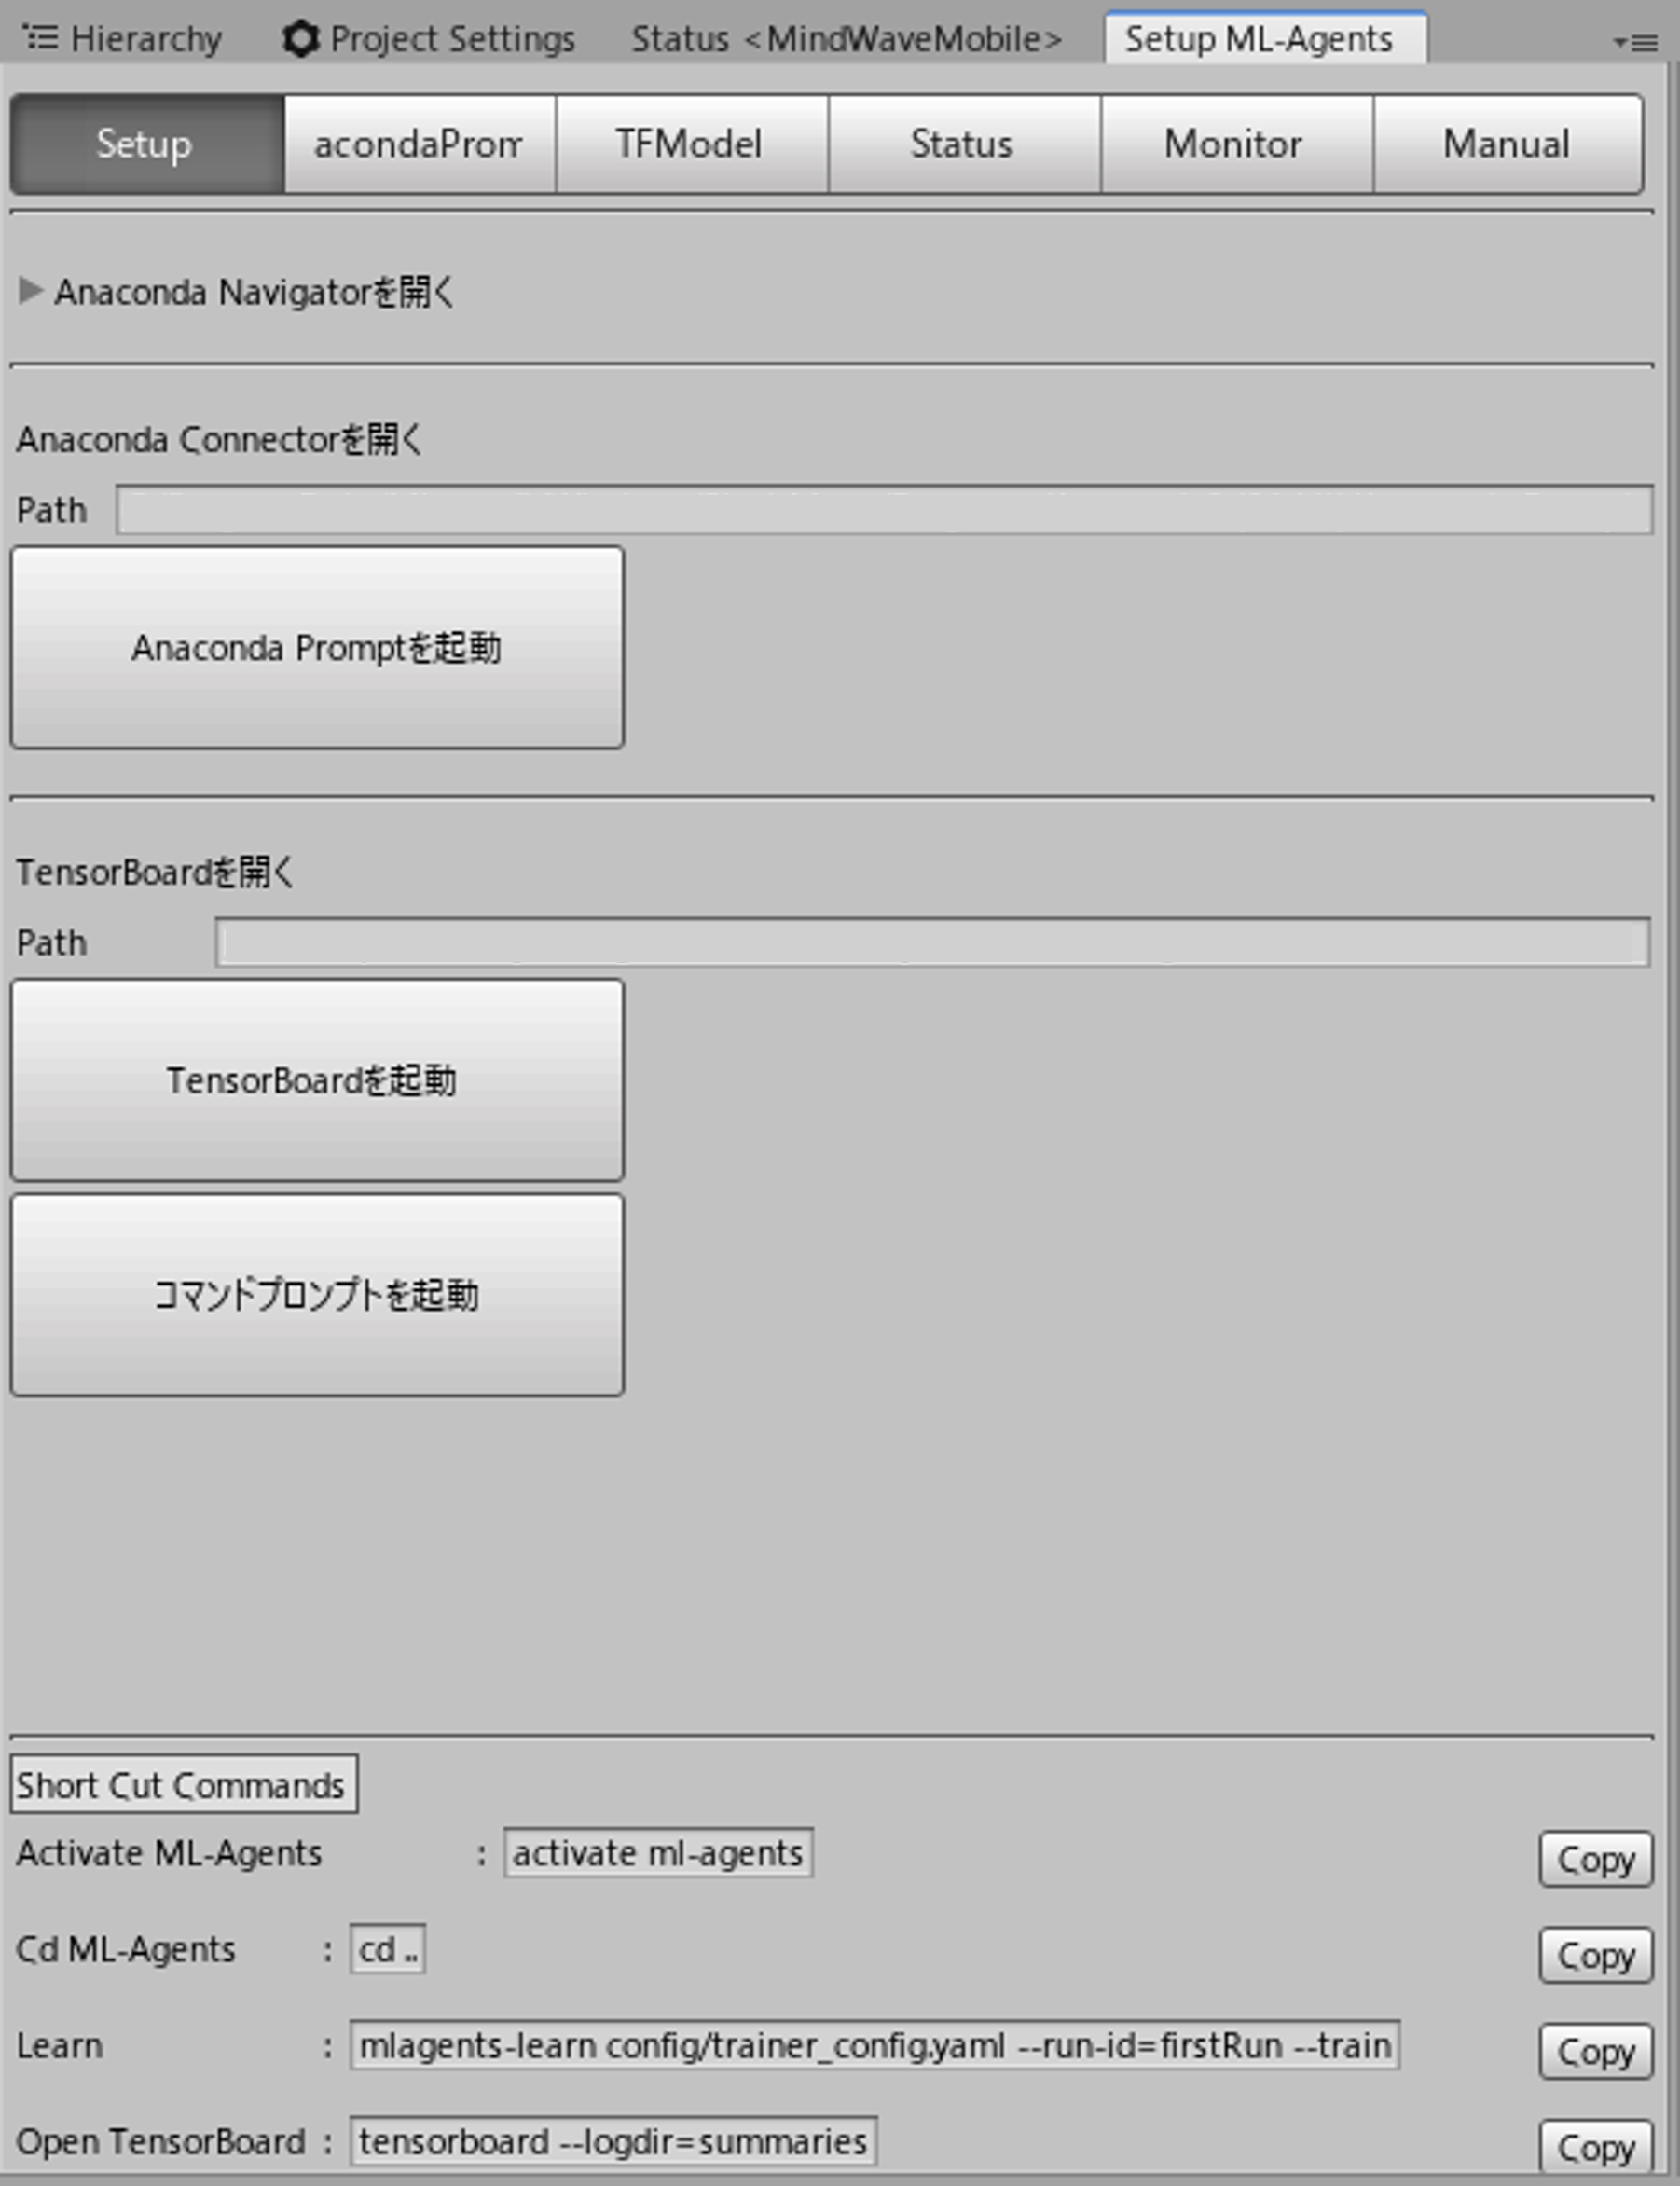 Hierarchy Project Settings Status <MindWaveMobile> Setup ML-Agents
Setup acondaProm TFModel Status Monitor Manual
Anaconda Navigatorを開く
Anaconda Connectorを開く
Path
Anaconda Promptを起動
TensorBoardを開く
Path
TensorBoardを起動
コマンドプロンプトを起動
Short Cut Commands
Activate ML-Agents : activate ml-agents Copy
Cd ML-Agents : cd .. Copy
Learn : mlagents-learn config/trainer_config.yaml --run-id=firstRun --train Copy
Open TensorBoard : tensorboard --logdir=summaries Copy